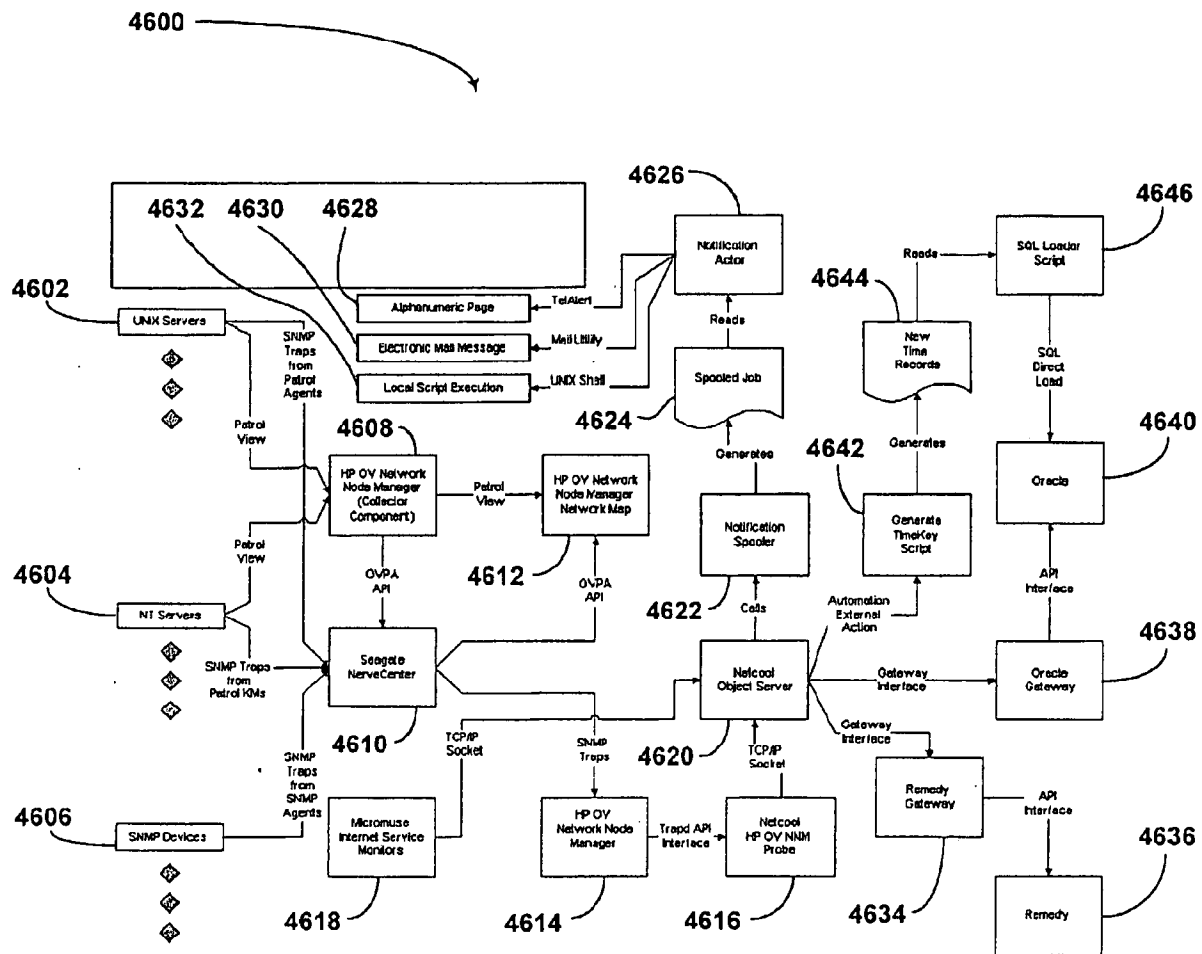 4600
4626
4646
4632
4630
4628
Notification
Actor
SQL Loader
Script
4644
Reads
4602
Alphanumeric Page
TelAlert
UNIX Servers
SNMP
Traps
from
Patrol
Agents
Electronic Mail Message
Mail Utility
Reads
New
Time
Records
SQL
Direct
Load
Local Script Execution
UNIX Shell
Spooled Job
Patrol
View
4608
4624
4640
Generates
Generates
4642
HP OV Network
Node Manager
(Collector
Component)
Patrol
View
HP OV Network
Node Manager
Network Map
Oracle
Notification
Spooler
Generate
TimeKey
Script
Patrol
View
4604
OVPA
API
4612
OVPA
API
4622
API
Interface
NT Servers
Calls
Automation
External
Action
4638
SNMP Traps
from
Patrol KMs
Seagate
NerveCenter
Netcool
Object Server
Gateway
Interface
Oracle
Gateway
4610
TCP/IP
Socket
SNMP
Traps
4620
TCP/IP
Socket
Gateway
Interface
SNMP
Traps
from
SNMP
Agents
4606
Remedy
Gateway
API
Interface
SNMP Devices
Micromuse
Internet Service
Monitors
HP OV
Network Node
Manager
Trapd API
Interface
Netcool
HP OV NNM
Probe
4636
4618
4614
4616
4634
Remedy